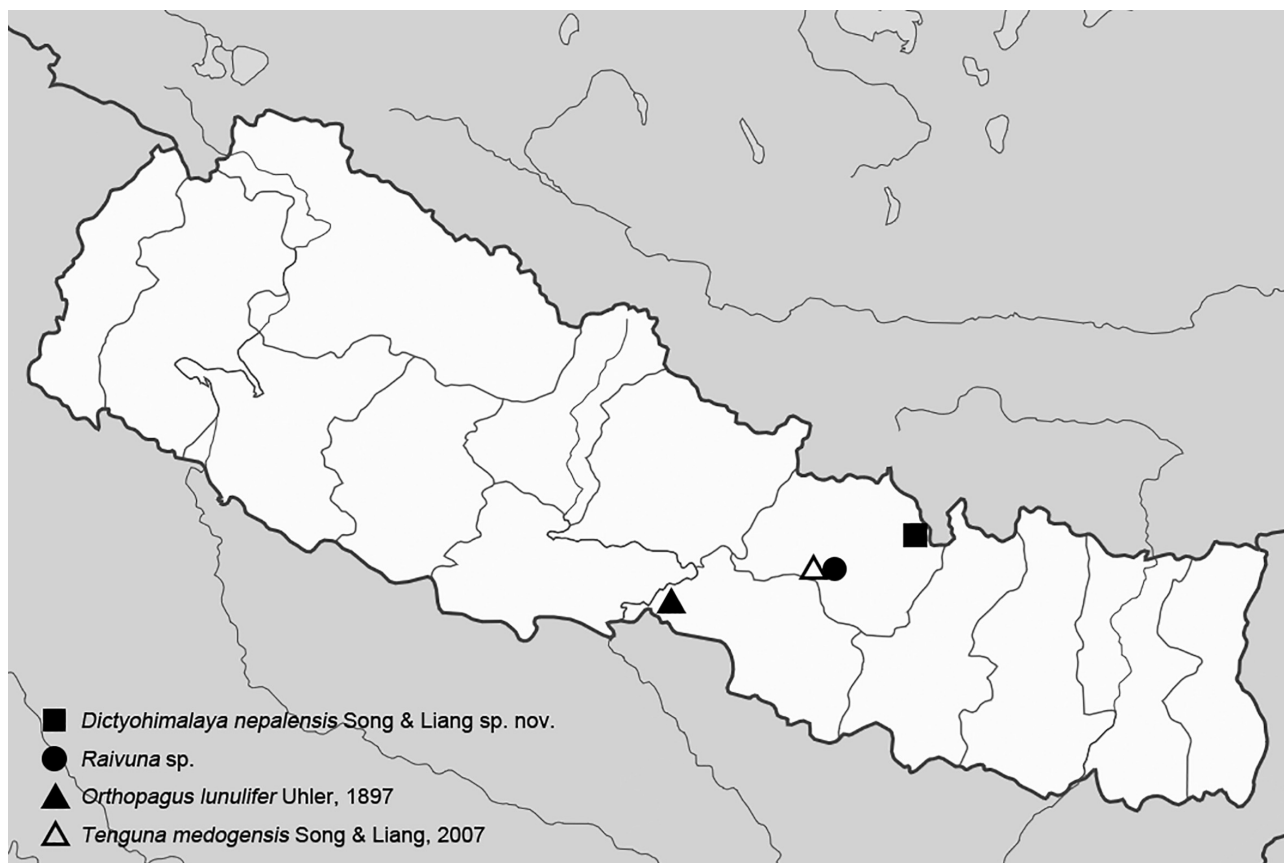 Dictyohimalaya nepalensis Song & Liang sp. nov.
Raivuna sp.
Orthopagus lunulifer Uhler, 1897
Tenguna medogensis Song & Liang, 2007